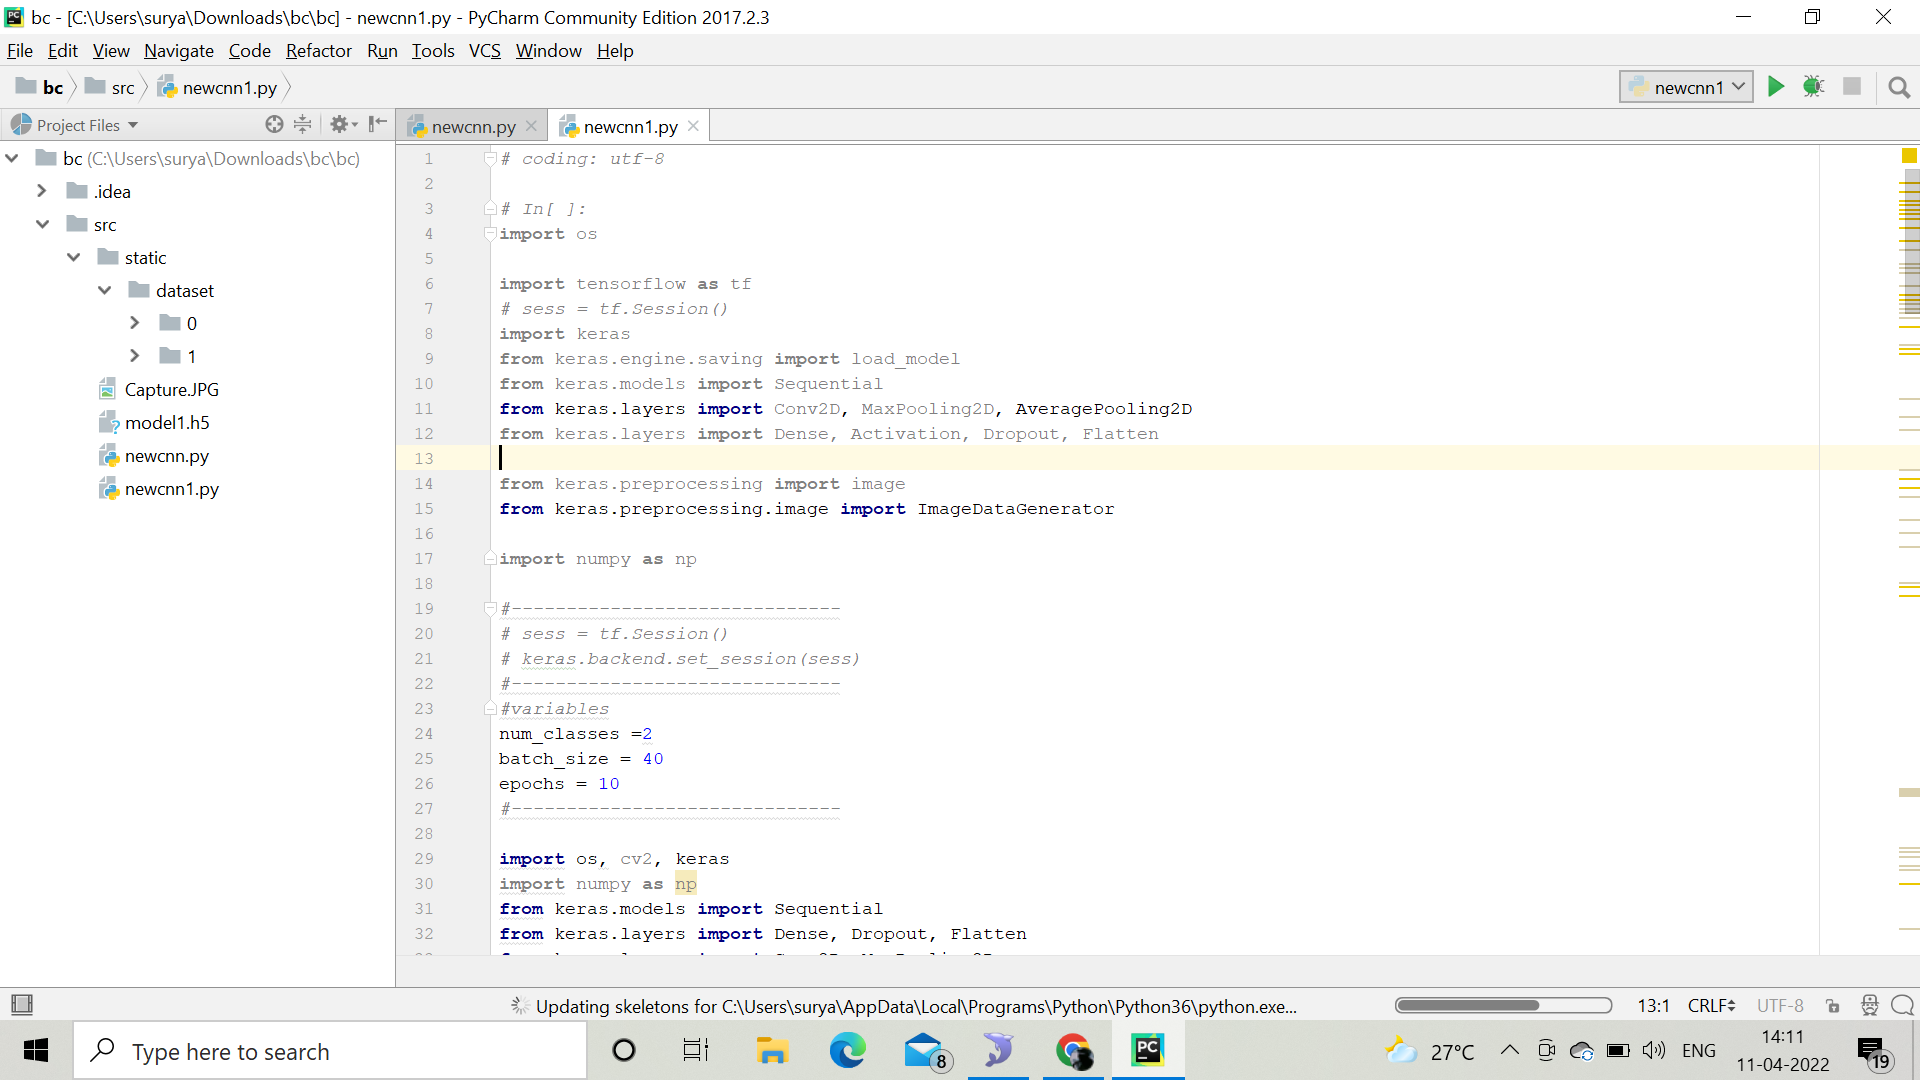 bc - [C:\Users\surya\Downloads\bc\bc] - newcnn1.py - PyCharm Community Edition 2017.2.3
File Edit View Navigate Code Refactor Run Tools VCS Window Help
bc src newcnn1.py newcnn1
Project Files
newcnn.py newcnn1.py
bc (C:\Users\surya\Downloads\bc\bc)
.idea
src
static
dataset
0
1
Capture.JPG
model1.h5
newcnn.py
newcnn1.py
1 # coding: utf-8
2
3 # In[ ]:
4 import os
5
6 import tensorflow as tf
7 # sess = tf.Session()
8 import keras
9 from keras.engine.saving import load_model
10 from keras.models import Sequential
11 from keras.layers import Conv2D, MaxPooling2D, AveragePooling2D
12 from keras.layers import Dense, Activation, Dropout, Flatten
13
14 from keras.preprocessing import image
15 from keras.preprocessing.image import ImageDataGenerator
16
17 import numpy as np
18
19 #------------------------------
20 # sess = tf.Session()
21 # keras.backend.set_session(sess)
22 #------------------------------
23 #variables
24 num_classes =2
25 batch_size = 40
26 epochs = 10
27 #------------------------------
28
29 import os, cv2, keras
30 import numpy as np
31 from keras.models import Sequential
32 from keras.layers import Dense, Dropout, Flatten
Updating skeletons for C:\Users\surya\AppData\Local\Programs\Python\Python36\python.exe...
13:1 CRLF UTF-8
Type here to search
8
PC
27°C
ENG
14:11
11-04-2022
19